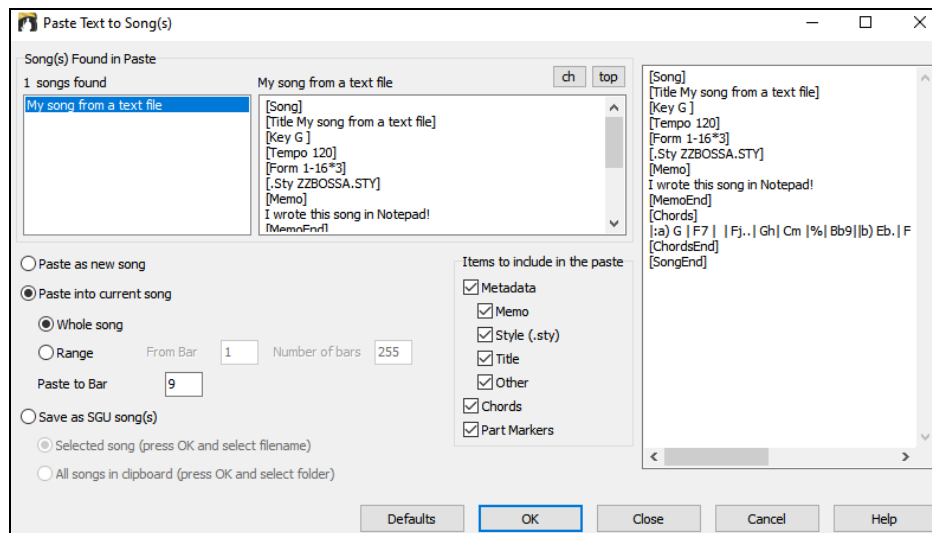 Paste Text to Song(s)
Song(s) Found in Paste
1 songs found
My song from a text file
ch
top
My song from a text file
[Song]
[Title My song from a text file]
[Key G ]
[Tempo 120]
[Form 1-16*3]
[.Sty ZZBOSSA.STY]
[Memo]
I wrote this song in Notepad!
[MemoEnd]
[Song]
[Title My song from a text file]
[Key G ]
[Tempo 120]
[Form 1-16*3]
[.Sty ZZBOSSA.STY]
[Memo]
I wrote this song in Notepad!
[MemoEnd]
[Chords]
|:a) G | F7 | | Fj..| Gh| Cm |%| Bb9||b) Eb.| F
[ChordsEnd]
[SongEnd]
Paste as new song
Paste into current song
Whole song
Range From Bar 1 Number of bars 255
Paste to Bar 9
Save as SGU song(s)
Selected song (press OK and select filename)
All songs in clipboard (press OK and select folder)
Items to include in the paste
Metadata
Memo
Style (.sty)
Title
Other
Chords
Part Markers
Defaults
OK
Close
Cancel
Help